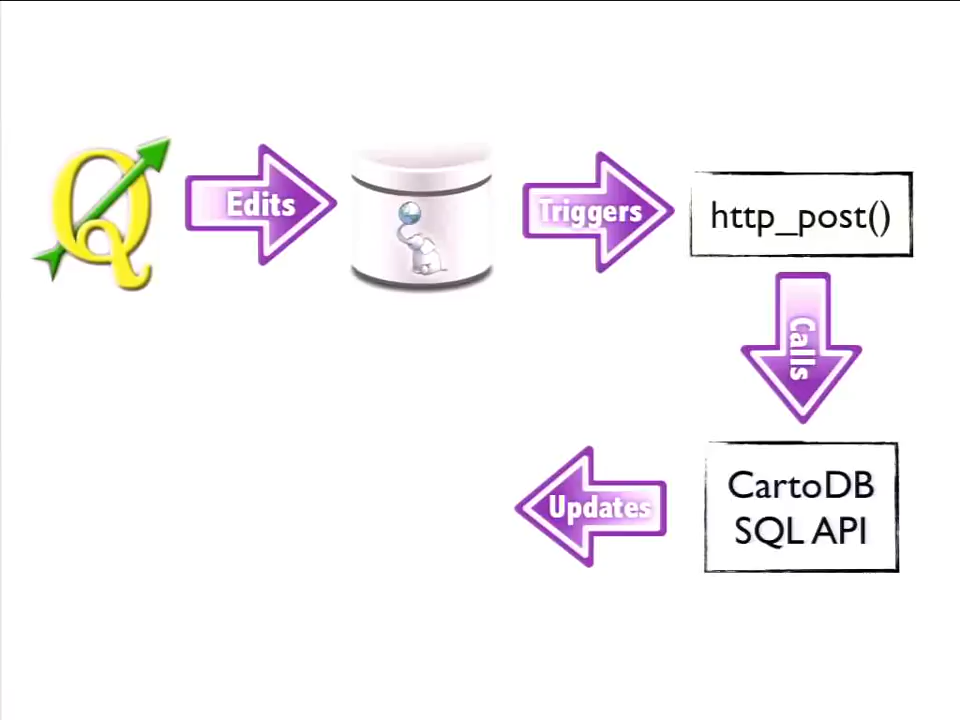 Edits
Triggers
http_post()
Calls
CartoDB
SQL API
Updates